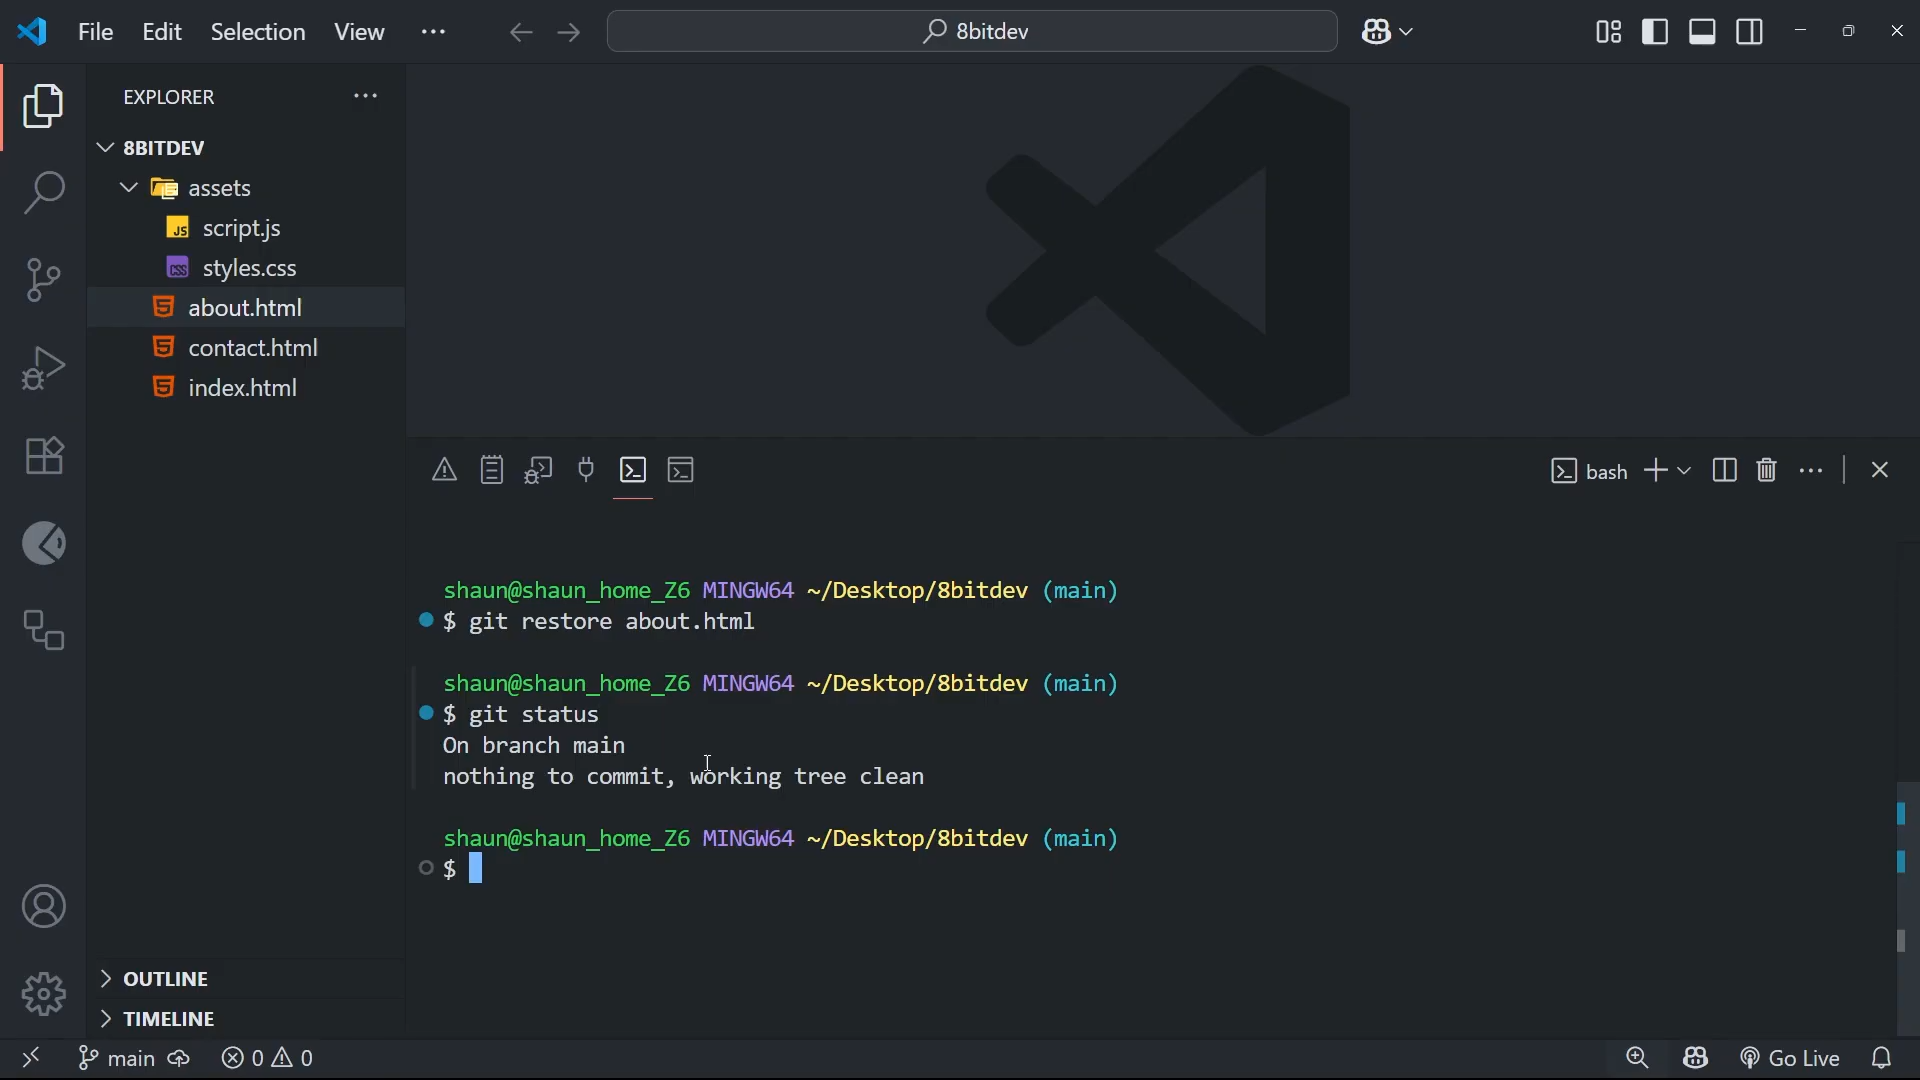 File Edit Selection View
8bitdev
EXPLORER
8BITDEV
assets
JS script.js
CSS styles.css
about.html
contact.html
index.html
bash
shaun@shaun_home_Z6 MINGW64 ~/Desktop/8bitdev (main)
$ git restore about.html
shaun@shaun_home_Z6 MINGW64 ~/Desktop/8bitdev (main)
$ git status
On branch main
nothing to commit, working tree clean
shaun@shaun_home_Z6 MINGW64 ~/Desktop/8bitdev (main)
$
OUTLINE
TIMELINE
main 0 0 Go Live